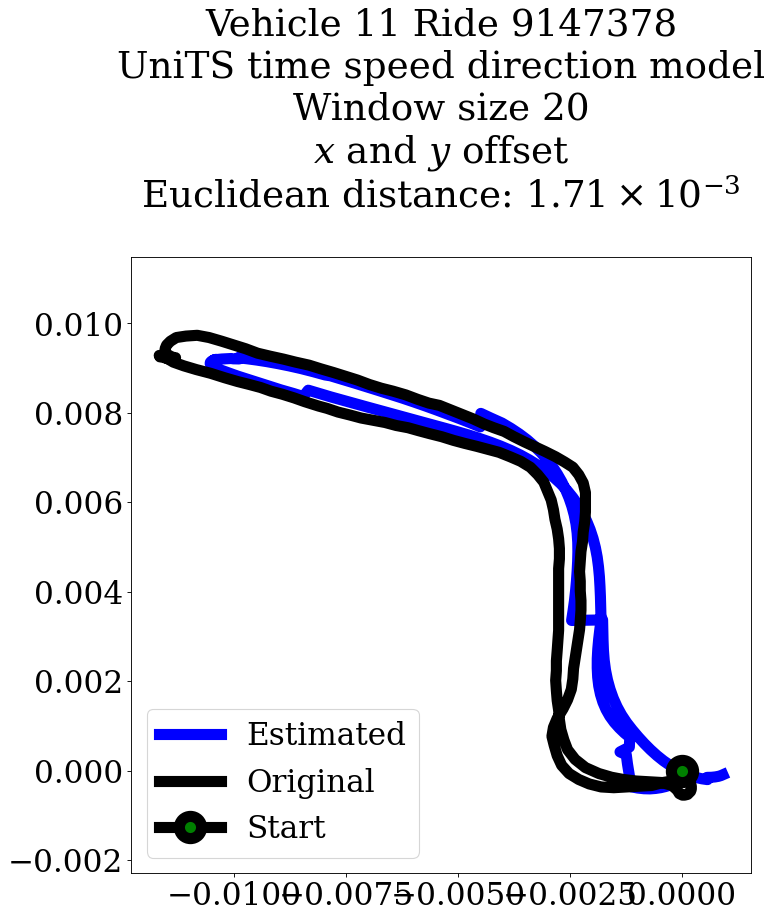 Vehicle 11 Ride 9147378
UniTS time speed direction model
Window size 20
x and y offset
Euclidean distance: 1.71 × 10⁻³
0.010
0.008
0.006
0.004
0.002
0.000
−0.002
Estimated
Original
Start
−0.0100 −0.0075 −0.0050 −0.0025 0.0000